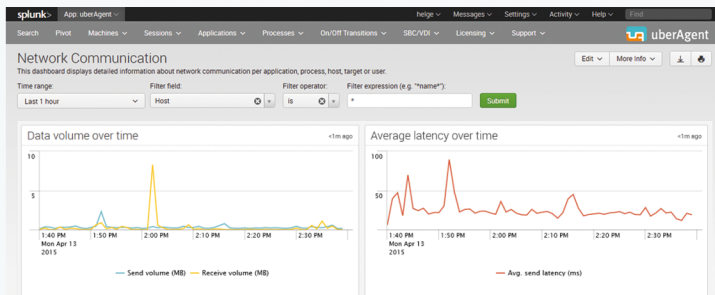 splunk> App: uberAgent helge Messages Settings Activity Help Find
Search Pivot Machines Sessions Applications Processes On/Off Transitions SBC/VDI Licensing Support uberAgent
Network Communication
Edit More Info
This dashboard displays detailed information about network communication per application, process, host, target or user.
Time range: Filter field: Filter operator: Filter expression (e.g. "*name*"):
Last 1 hour Host is * Submit
Data volume over time <1m ago
10
5
1:40 PM 1:50 PM 2:00 PM 2:10 PM 2:20 PM 2:30 PM
Mon Apr 13
2015
Send volume (MB) Receive volume (MB)
Average latency over time <1m ago
100
50
1:40 PM 1:50 PM 2:00 PM 2:10 PM 2:20 PM 2:30 PM
Mon Apr 13
2015
Avg. send latency (ms)